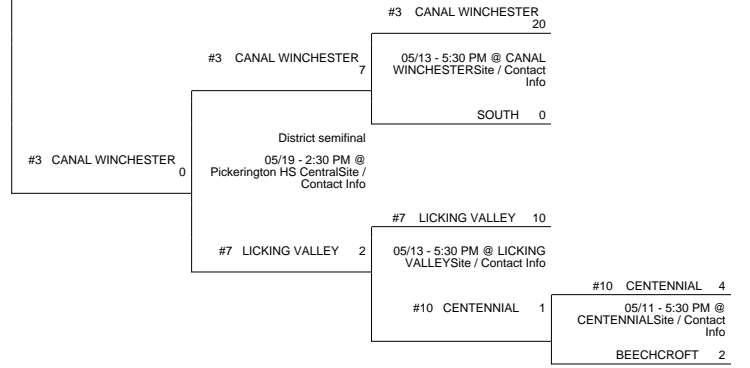 #3 CANAL WINCHESTER
20
#3 CANAL WINCHESTER
7
05/13 - 5:30 PM @ CANAL
WINCHESTERSite / Contact
Info
SOUTH 0
District semifinal
#3 CANAL WINCHESTER
0
05/19 - 2:30 PM @
Pickerington HS CentralSite /
Contact Info
#7 LICKING VALLEY 10
#7 LICKING VALLEY 2
05/13 - 5:30 PM @ LICKING
VALLEYSite / Contact Info
#10 CENTENNIAL 4
#10 CENTENNIAL 1
05/11 - 5:30 PM @
CENTENNIALSite / Contact
Info
BEECHCROFT 2